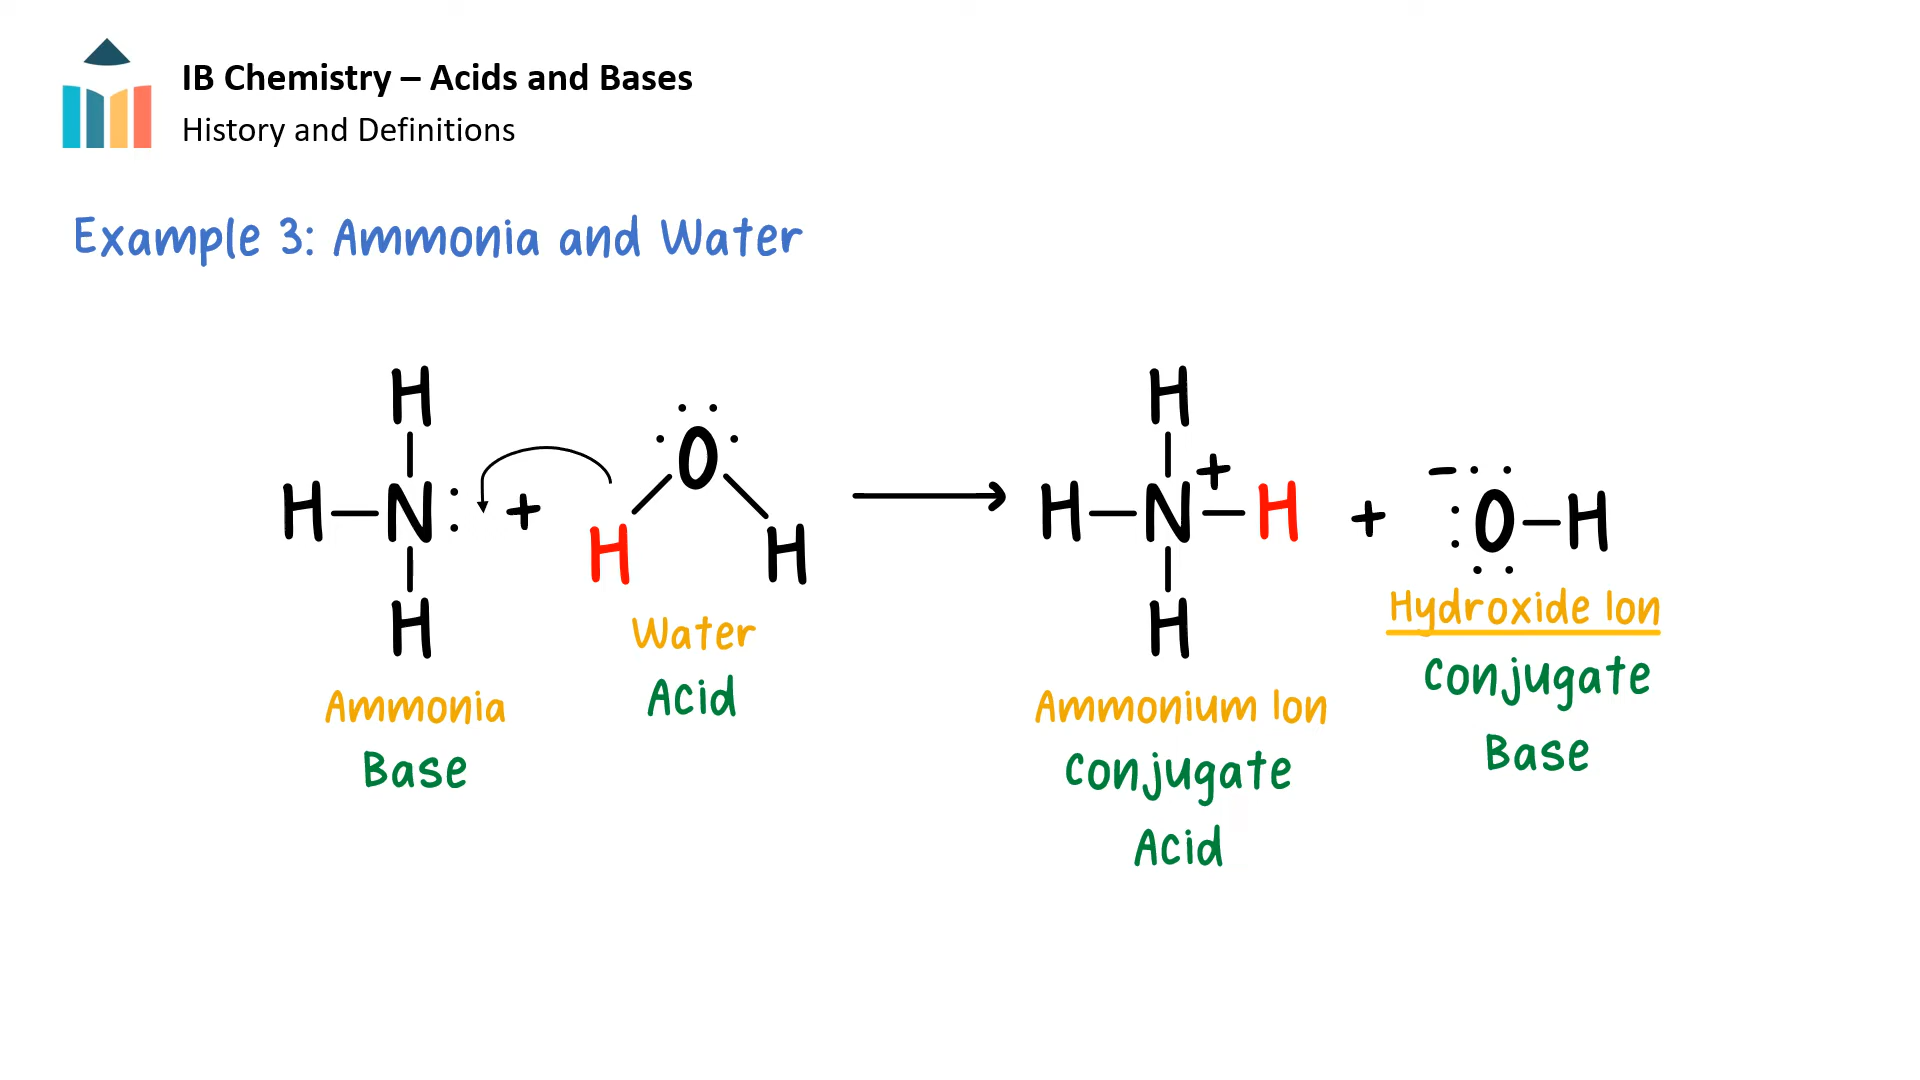 IB Chemistry – Acids and Bases
History and Definitions
Example 3: Ammonia and Water
H
H–N: + H O H
H
H
H–N–H + O–H
+
–
H
Water
Acid
Ammonia
Base
Ammonium Ion
Conjugate
Acid
Hydroxide Ion
Conjugate
Base